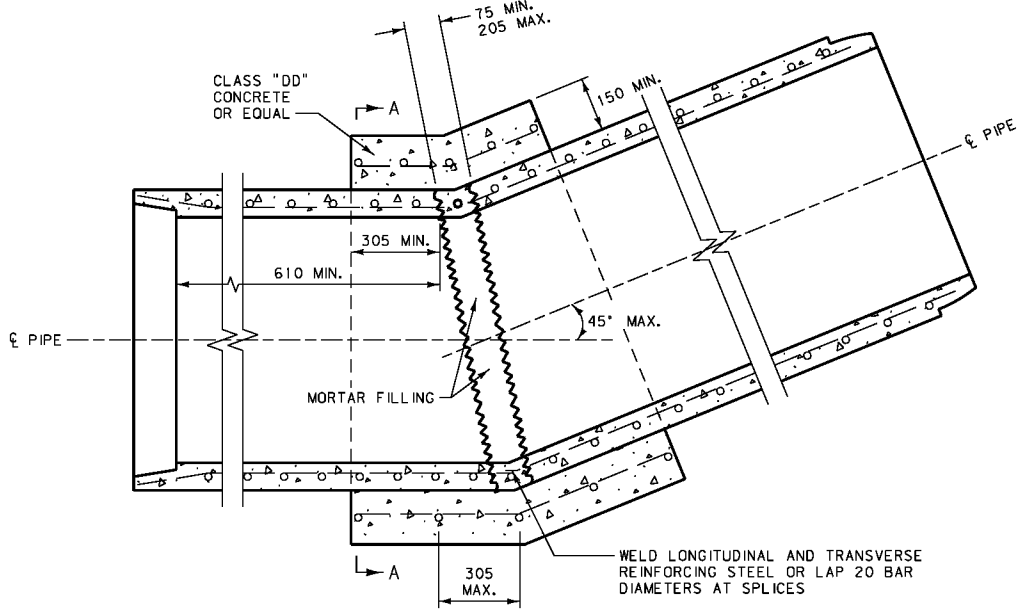 75 MIN.
205 MAX.
CLASS "DD"
CONCRETE
OR EQUAL
A
150 MIN.
℄ PIPE
305 MIN.
610 MIN.
45° MAX.
℄ PIPE
MORTAR FILLING
A
305
MAX.
WELD LONGITUDINAL AND TRANSVERSE
REINFORCING STEEL OR LAP 20 BAR
DIAMETERS AT SPLICES